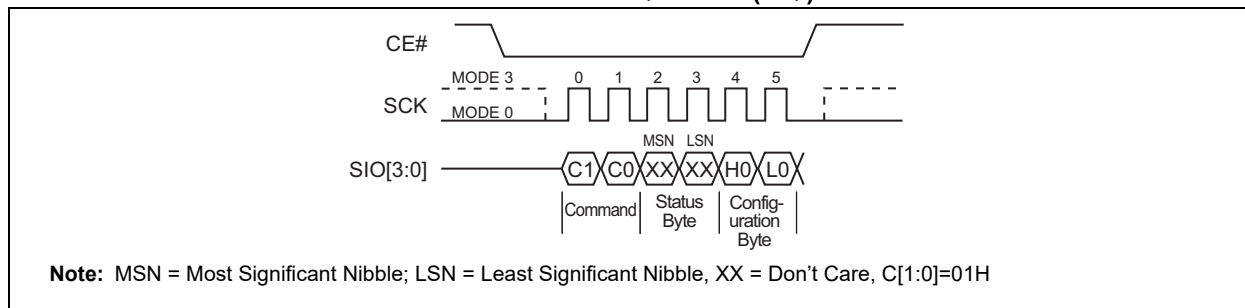 CE#
MODE 3 0 1 2 3 4 5
SCK
MODE 0
MSN LSN
SIO[3:0] C1 C0 XX XX H0 L0
Command Status Byte Config-uration Byte
Note: MSN = Most Significant Nibble; LSN = Least Significant Nibble, XX = Don't Care, C[1:0]=01H